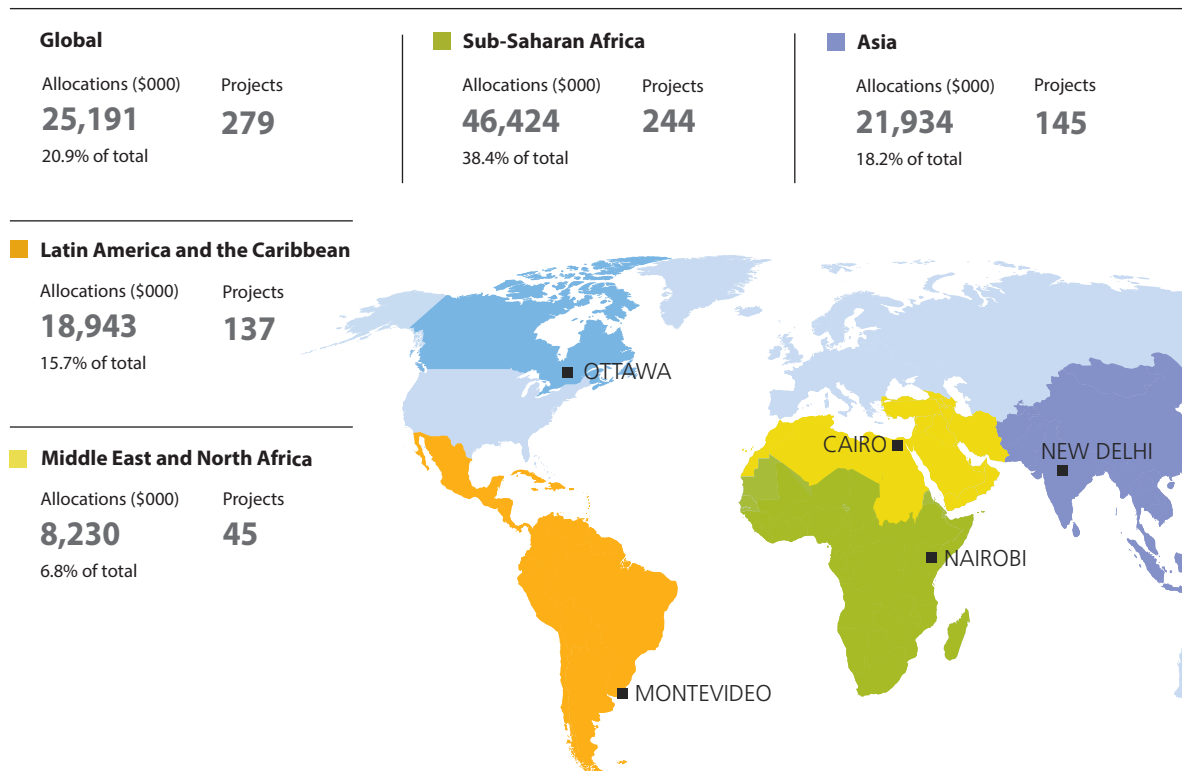 Global
Allocations ($000) Projects
25,191 279
20.9% of total
Sub-Saharan Africa
Allocations ($000) Projects
46,424 244
38.4% of total
Asia
Allocations ($000) Projects
21,934 145
18.2% of total
Latin America and the Caribbean
Allocations ($000) Projects
18,943 137
15.7% of total
Middle East and North Africa
Allocations ($000) Projects
8,230 45
6.8% of total
OTTAWA
CAIRO
NEW DELHI
NAIROBI
MONTEVIDEO